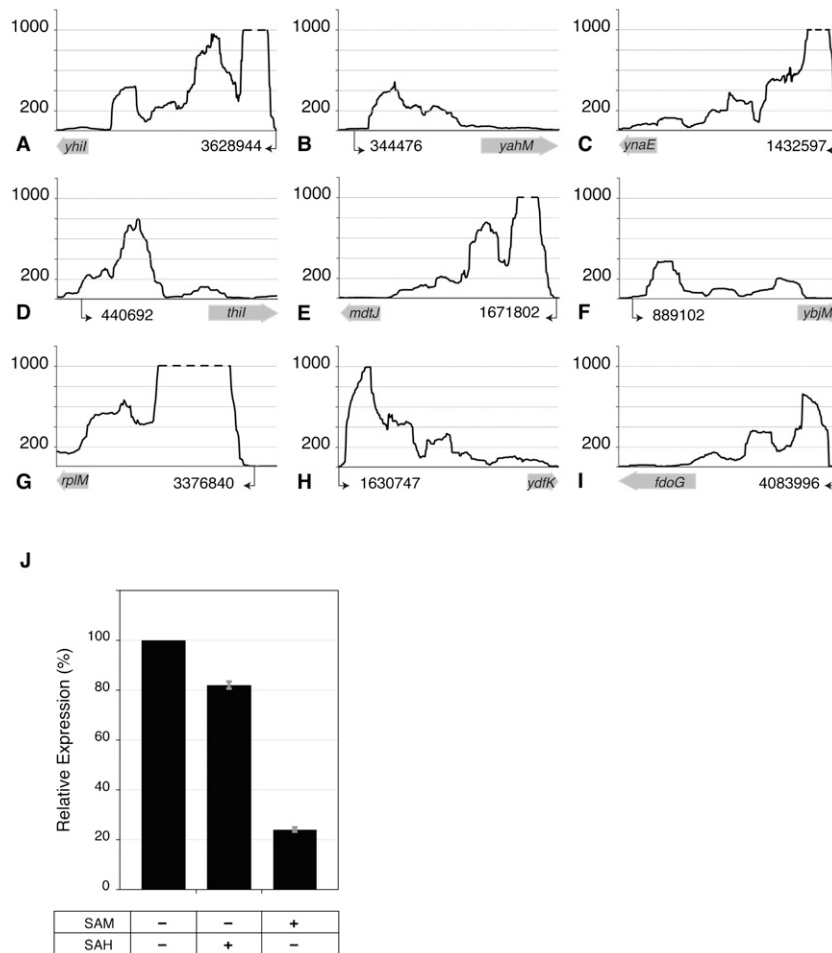 1000
200
A
yhiI
3628944
1000
200
B
344476
yahM
1000
200
C
ynaE
1432597
1000
200
D
440692
thiI
1000
200
E
mdtJ
1671802
1000
200
F
889102
ybjM
1000
200
G
rplM
3376840
1000
200
H
1630747
ydfK
1000
200
I
fdoG
4083996
J
Relative Expression (%)
100
80
60
40
20
0
SAM – – +
SAH – + –